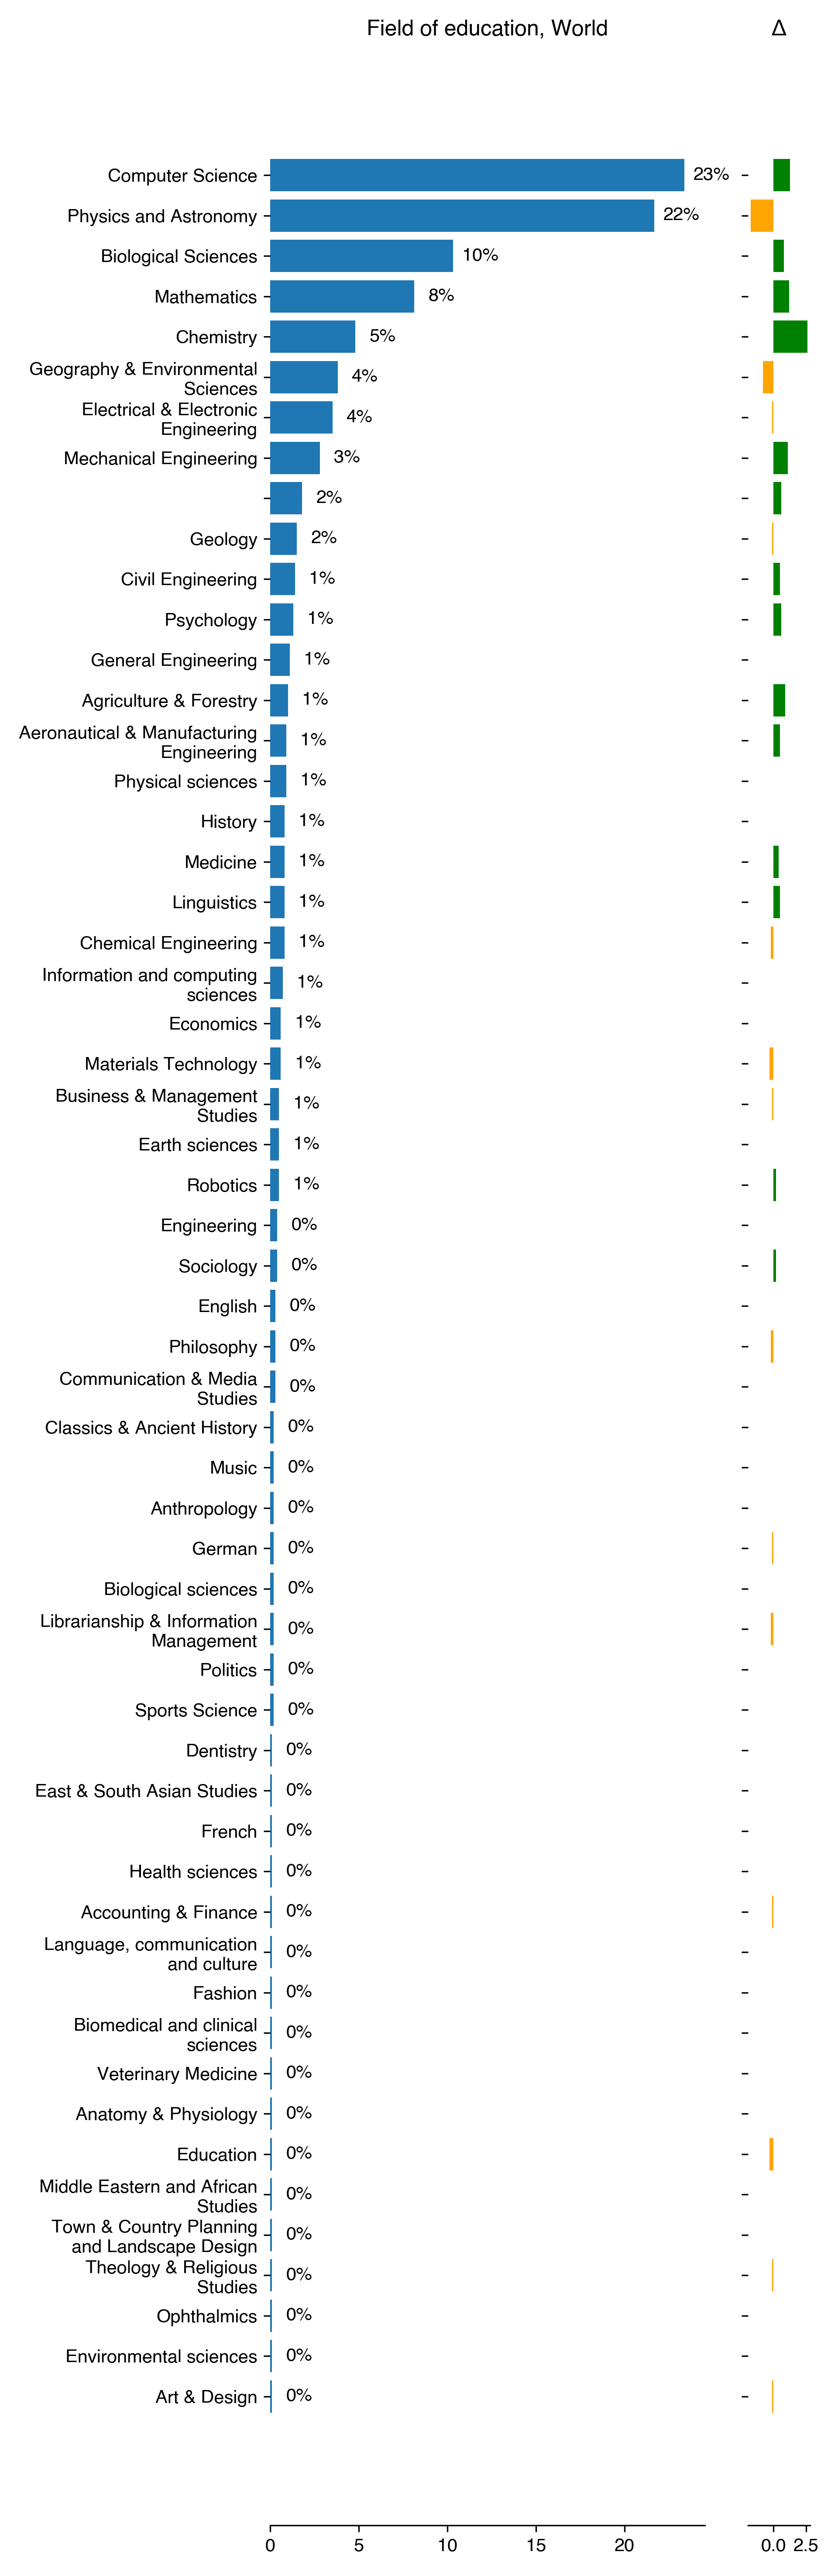 Field of education, World Δ
Computer Science 23%
Physics and Astronomy 22%
Biological Sciences 10%
Mathematics 8%
Chemistry 5%
Geography & Environmental
Sciences 4%
Electrical & Electronic
Engineering 4%
Mechanical Engineering 3%
2%
Geology 2%
Civil Engineering 1%
Psychology 1%
General Engineering 1%
Agriculture & Forestry 1%
Aeronautical & Manufacturing
Engineering 1%
Physical sciences 1%
History 1%
Medicine 1%
Linguistics 1%
Chemical Engineering 1%
Information and computing
sciences 1%
Economics 1%
Materials Technology 1%
Business & Management
Studies 1%
Earth sciences 1%
Robotics 1%
Engineering 0%
Sociology 0%
English 0%
Philosophy 0%
Communication & Media
Studies 0%
Classics & Ancient History 0%
Music 0%
Anthropology 0%
German 0%
Biological sciences 0%
Librarianship & Information
Management 0%
Politics 0%
Sports Science 0%
Dentistry 0%
East & South Asian Studies 0%
French 0%
Health sciences 0%
Accounting & Finance 0%
Language, communication
and culture 0%
Fashion 0%
Biomedical and clinical
sciences 0%
Veterinary Medicine 0%
Anatomy & Physiology 0%
Education 0%
Middle Eastern and African
Studies 0%
Town & Country Planning
and Landscape Design 0%
Theology & Religious
Studies 0%
Ophthalmics 0%
Environmental sciences 0%
Art & Design 0%
0 5 10 15 20 0.0 2.5